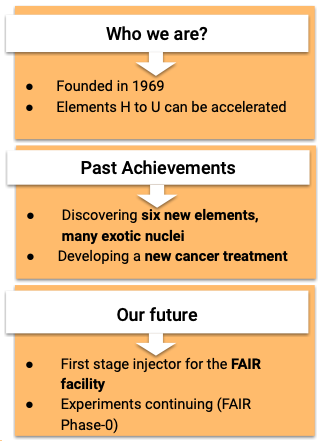 Who we are?
● Founded in 1969
● Elements H to U can be accelerated
Past Achievements
● Discovering six new elements,
many exotic nuclei
● Developing a new cancer treatment
Our future
● First stage injector for the FAIR
facility
● Experiments continuing (FAIR
Phase-0)